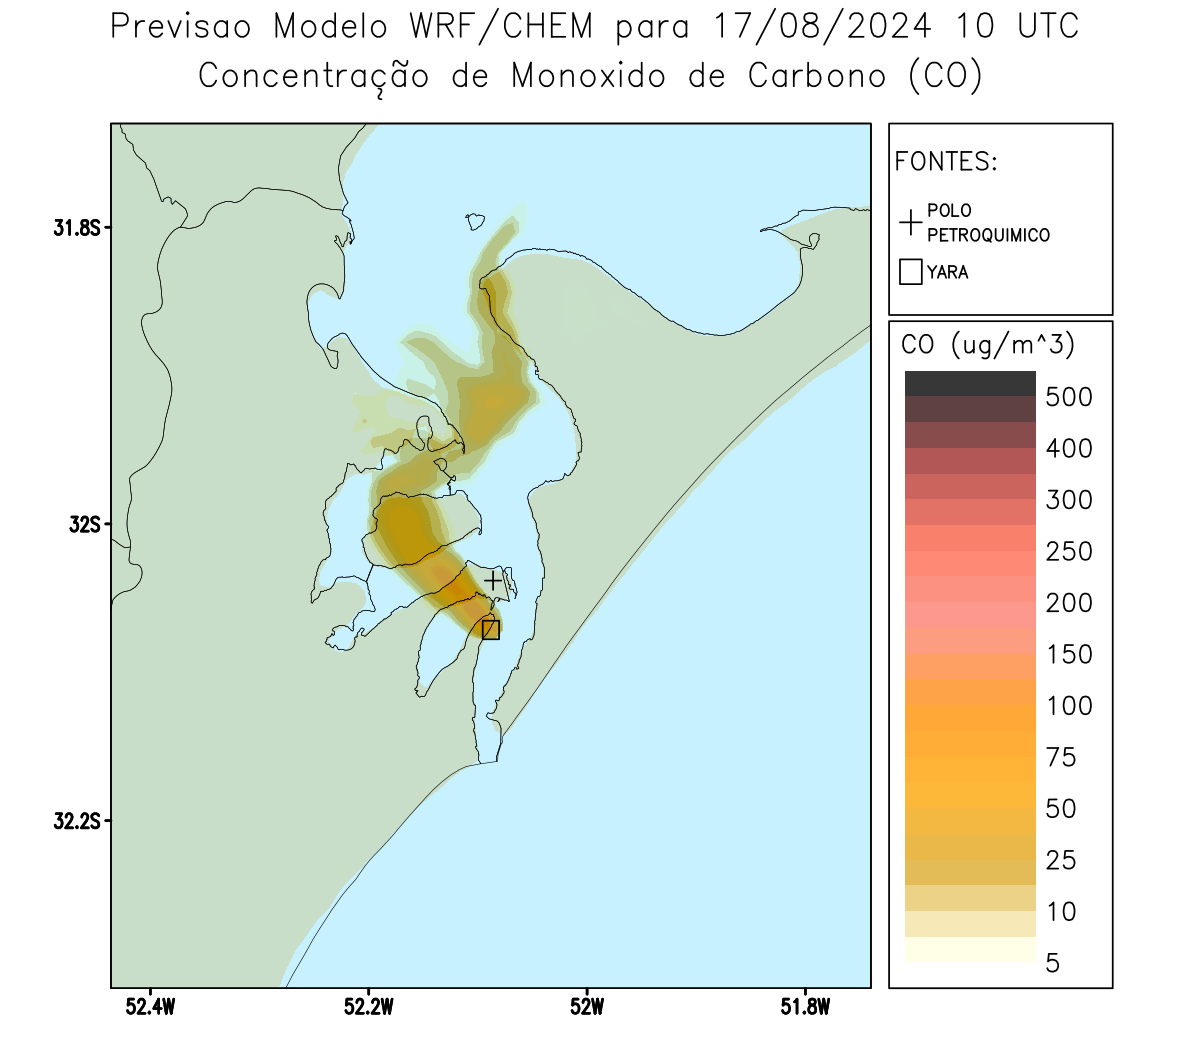 Previsao Modelo WRF/CHEM para 17/08/2024 10 UTC
Concentração de Monoxido de Carbono (CO)
FONTES:
POLO
PETROQUIMICO
YARA
CO (ug/m^3)
500
400
300
250
200
150
100
75
50
25
10
5
31.8S
32S
32.2S
52.4W
52.2W
52W
51.8W